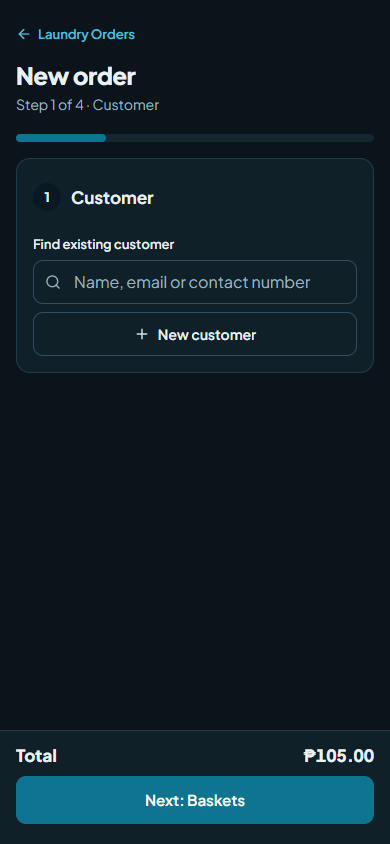 Laundry Orders
New order
Step 1 of 4 · Customer
1 Customer
Find existing customer
Name, email or contact number
New customer
Total ₱105.00
Next: Baskets